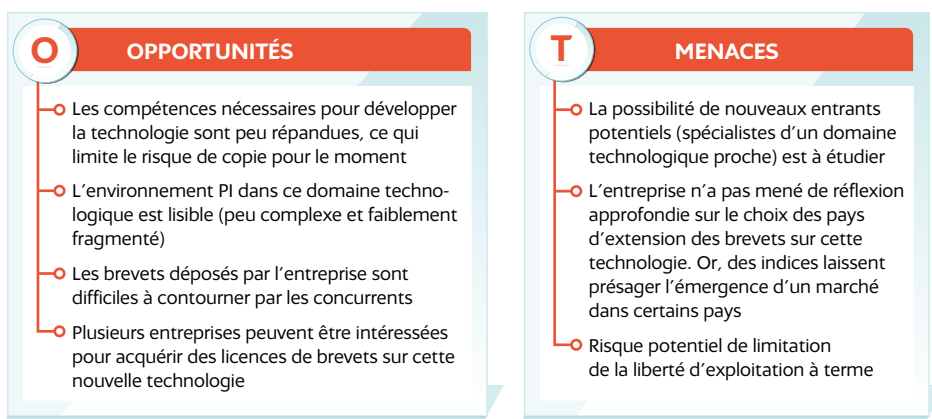 O
OPPORTUNITÉS
Les compétences nécessaires pour développer
la technologie sont peu répandues, ce qui
limite le risque de copie pour le moment
L’environnement PI dans ce domaine techno-
logique est lisible (peu complexe et faiblement
fragmenté)
Les brevets déposés par l’entreprise sont
difficiles à contourner par les concurrents
Plusieurs entreprises peuvent être intéressées
pour acquérir des licences de brevets sur cette
nouvelle technologie
T
MENACES
La possibilité de nouveaux entrants
potentiels (spécialistes d’un domaine
technologique proche) est à étudier
L’entreprise n’a pas mené de réflexion
approfondie sur le choix des pays
d’extension des brevets sur cette
technologie. Or, des indices laissent
présager l’émergence d’un marché
dans certains pays
Risque potentiel de limitation
de la liberté d’exploitation à terme